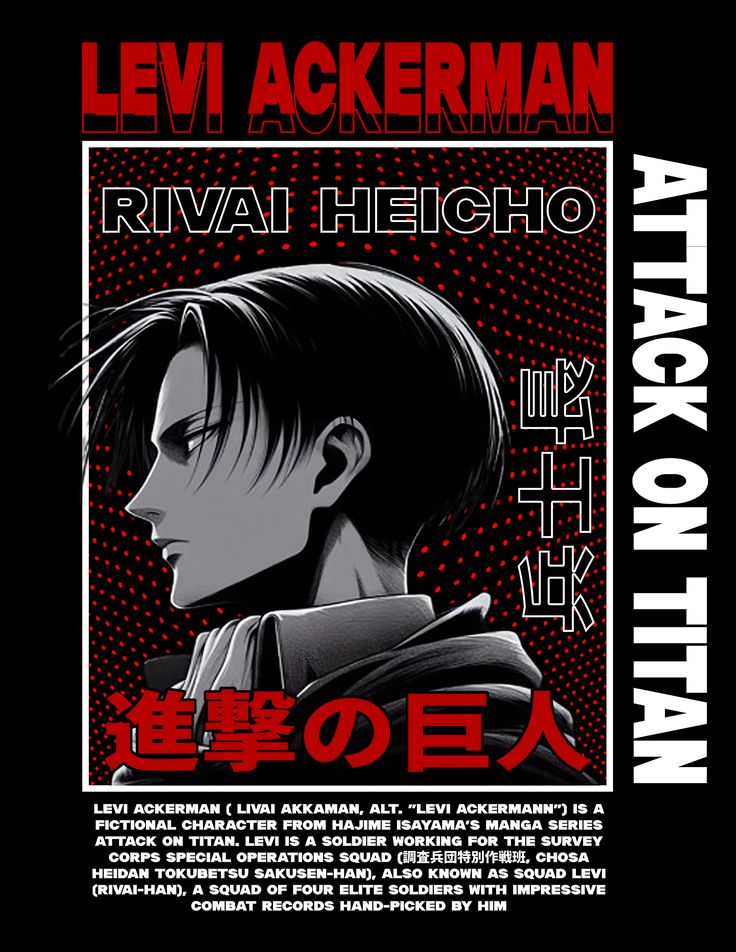 LEVI ACKERMAN
RIVAI HEICHO
ATTACK ON TITAN
兵士長
進撃の巨人
LEVI ACKERMAN ( LIVAI AKKAMAN, ALT. "LEVI ACKERMANN") IS A
FICTIONAL CHARACTER FROM HAJIME ISAYAMA'S MANGA SERIES
ATTACK ON TITAN. LEVI IS A SOLDIER WORKING FOR THE SURVEY
CORPS SPECIAL OPERATIONS SQUAD (調査兵団特別作戦班, CHOSA
HEIDAN TOKUBETSU SAKUSEN-HAN), ALSO KNOWN AS SQUAD LEVI
(RIVAI-HAN), A SQUAD OF FOUR ELITE SOLDIERS WITH IMPRESSIVE
COMBAT RECORDS HAND-PICKED BY HIM